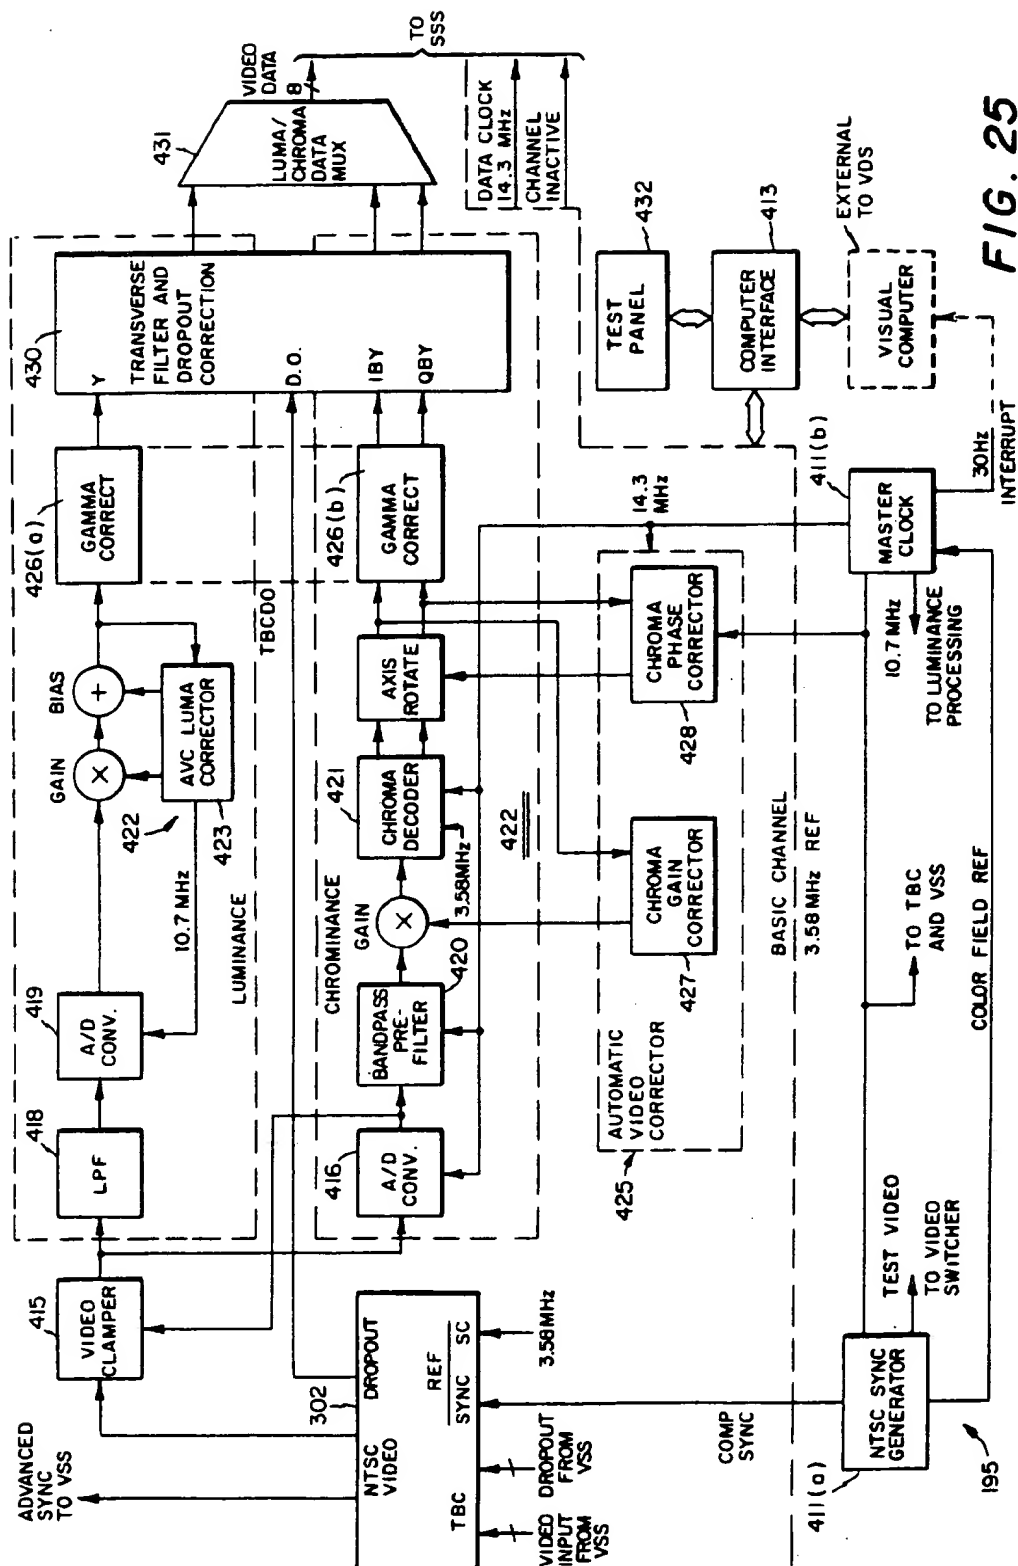 ADVANCED
SYNC
TO VSS
415
VIDEO
CLAMPER
418
LPF
419
A/D
CONV.
10.7 MHz
LUMINANCE
GAIN
×
BIAS
+
AVC LUMA
CORRECTOR
422
423
426(a)
GAMMA
CORRECT
TBCDO
430
Y
TRANSVERSE
FILTER AND
DROPOUT
CORRECTION
D.O.
IBY
QBY
431
LUMA/
CHROMA
DATA
MUX
VIDEO
DATA
8
TO
SSS
DATA CLOCK
14.3 MHz
CHANNEL
INACTIVE
302
NTSC
VIDEO
DROPOUT
REF
SYNC
SC
TBC
3.58MHz
VIDEO
INPUT
FROM
VSS
DROPOUT
FROM
VSS
COMP
SYNC
416
A/D
CONV.
CHROMINANCE
BANDPASS
PRE-
FILTER
420
GAIN
×
421
CHROMA
DECODER
3.58MHz
422
AXIS
ROTATE
426(b)
GAMMA
CORRECT
AUTOMATIC
VIDEO
CORRECTOR
425
CHROMA
GAIN
CORRECTOR
427
CHROMA
PHASE
CORRECTOR
428
14.3
MHz
BASIC CHANNEL
3.58MHz REF
TEST
PANEL
432
COMPUTER
INTERFACE
413
VISUAL
COMPUTER
EXTERNAL
TO VDS
411(a)
NTSC SYNC
GENERATOR
195
TEST VIDEO
TO VIDEO
SWITCHER
TO TBC
AND VSS
COLOR FIELD REF
10.7 MHz
TO LUMINANCE
PROCESSING
411(b)
MASTER
CLOCK
30Hz
INTERRUPT
FIG. 25